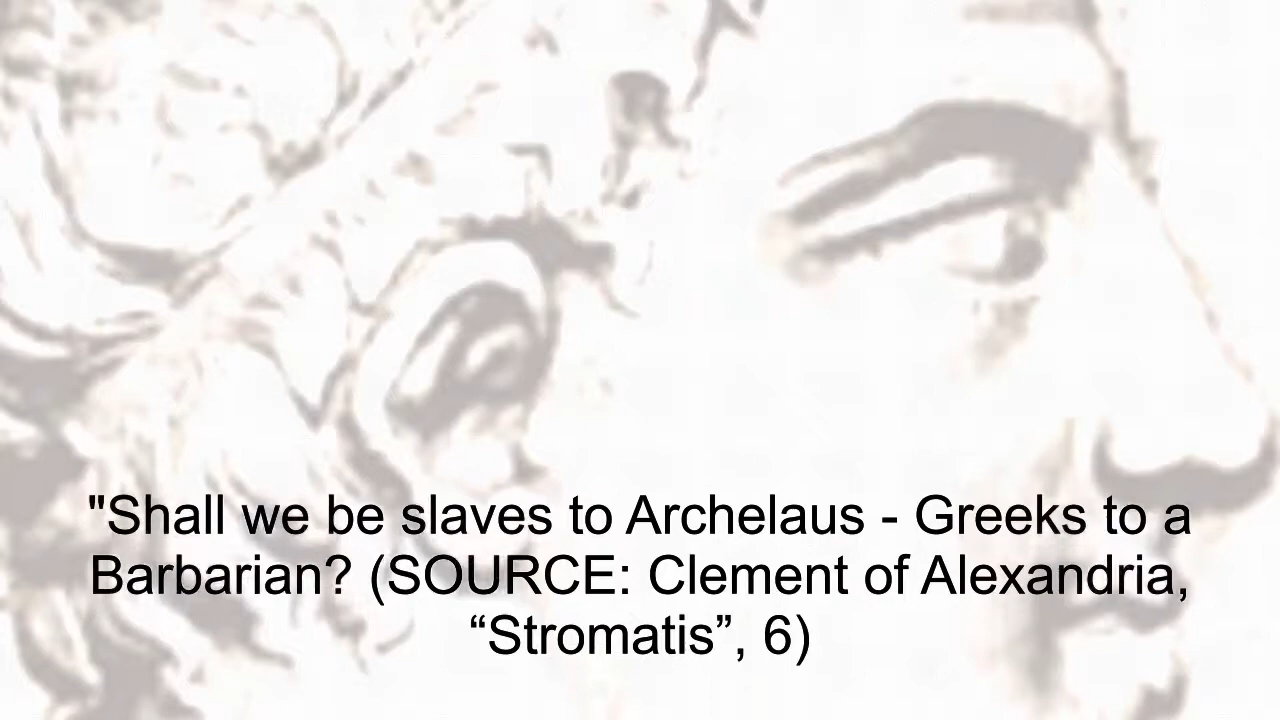 "Shall we be slaves to Archelaus - Greeks to a
Barbarian? (SOURCE: Clement of Alexandria,
“Stromatis”, 6)